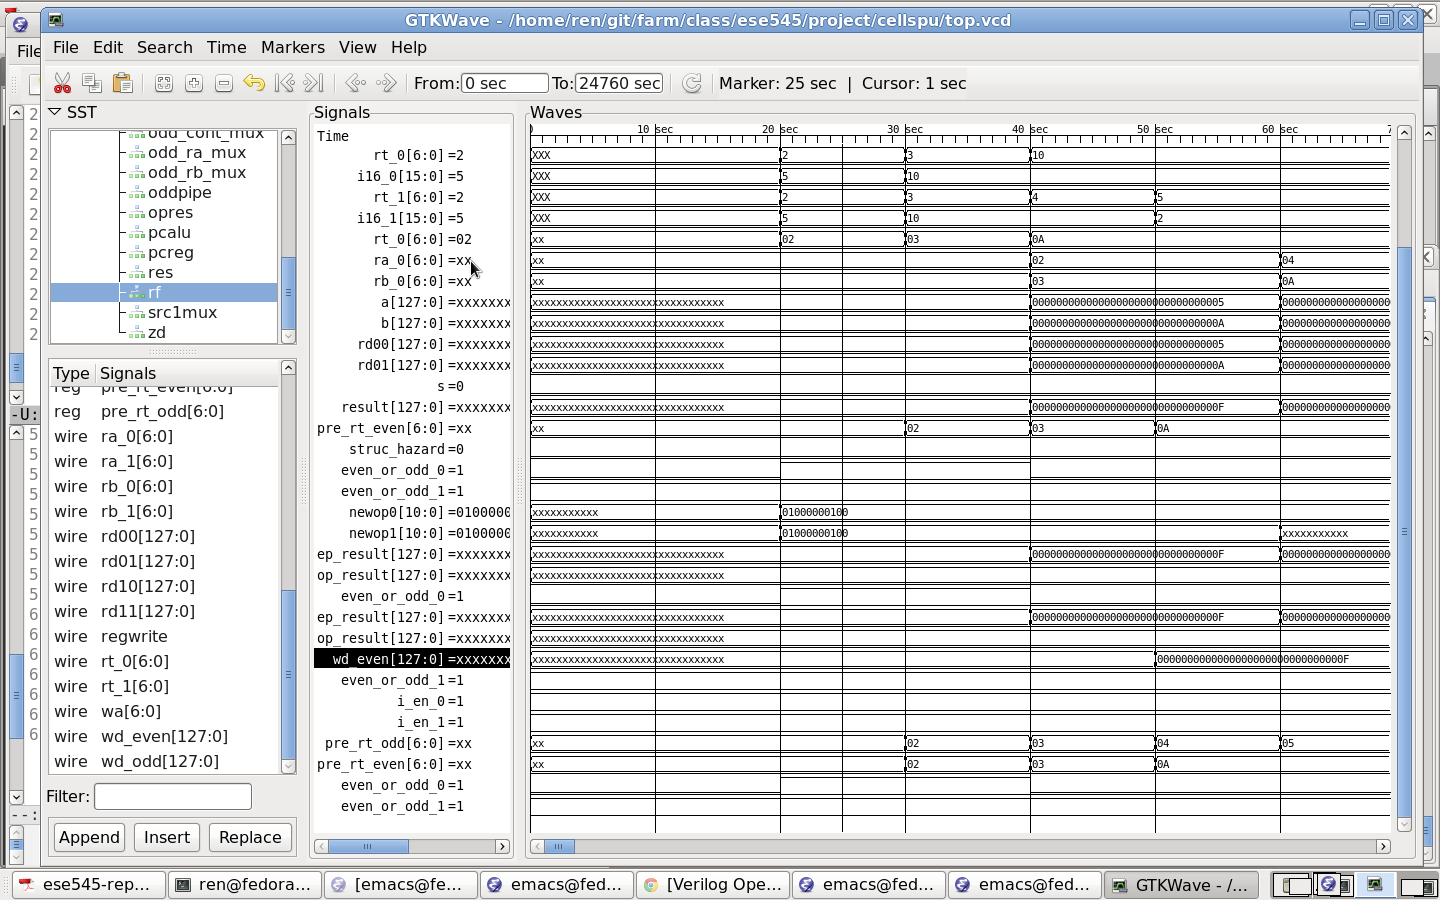 GTKWave - /home/ren/git/farm/class/ese545/project/cellspu/top.vcd
File
File Edit Search Time Markers View Help
From: 0 sec To: 24760 sec Marker: 25 sec | Cursor: 1 sec
SST
odd_cont_mux
odd_ra_mux
odd_rb_mux
oddpipe
opres
pcalu
pcreg
res
rf
src1mux
zd
Type Signals
reg pre_rt_even[6:0]
reg pre_rt_odd[6:0]
wire ra_0[6:0]
wire ra_1[6:0]
wire rb_0[6:0]
wire rb_1[6:0]
wire rd00[127:0]
wire rd01[127:0]
wire rd10[127:0]
wire rd11[127:0]
wire regwrite
wire rt_0[6:0]
wire rt_1[6:0]
wire wa[6:0]
wire wd_even[127:0]
wire wd_odd[127:0]
Filter:
Append Insert Replace
Signals
Time
rt_0[6:0] =2
i16_0[15:0] =5
rt_1[6:0] =2
i16_1[15:0] =5
rt_0[6:0] =02
ra_0[6:0] =xx
rb_0[6:0] =xx
a[127:0] =xxxxxxx
b[127:0] =xxxxxxx
rd00[127:0] =xxxxxxx
rd01[127:0] =xxxxxxx
s =0
result[127:0] =xxxxxxx
pre_rt_even[6:0] =xx
struc_hazard =0
even_or_odd_0 =1
even_or_odd_1 =1
newop0[10:0] =0100000
newop1[10:0] =0100000
ep_result[127:0] =xxxxxxx
op_result[127:0] =xxxxxxx
even_or_odd_0 =1
ep_result[127:0] =xxxxxxx
op_result[127:0] =xxxxxxx
wd_even[127:0] =xxxxxxx
even_or_odd_1 =1
i_en_0 =1
i_en_1 =1
pre_rt_odd[6:0] =xx
pre_rt_even[6:0] =xx
even_or_odd_0 =1
even_or_odd_1 =1
Waves
10 sec 20 sec 30 sec 40 sec 50 sec 60 sec 7
XXX 2 3 10
XXX 5 10
XXX 2 3 4 5
XXX 5 10 2
xx 02 03 0A
xx 02 04
xx 03 0A
xxxxxxxxxxxxxxxxxxxxxxxxxxxxxxxx 00000000000000000000000000000005 000000000000000000
xxxxxxxxxxxxxxxxxxxxxxxxxxxxxxxx 0000000000000000000000000000000A 000000000000000000
xxxxxxxxxxxxxxxxxxxxxxxxxxxxxxxx 00000000000000000000000000000005 000000000000000000
xxxxxxxxxxxxxxxxxxxxxxxxxxxxxxxx 0000000000000000000000000000000A 000000000000000000
xxxxxxxxxxxxxxxxxxxxxxxxxxxxxxxx 0000000000000000000000000000000F 000000000000000000
xx 02 03 0A
xxxxxxxxxxx 01000000100
xxxxxxxxxxx 01000000100 xxxxxxxxxxx
xxxxxxxxxxxxxxxxxxxxxxxxxxxxxxxx 0000000000000000000000000000000F 000000000000000000
xxxxxxxxxxxxxxxxxxxxxxxxxxxxxxxx
xxxxxxxxxxxxxxxxxxxxxxxxxxxxxxxx 0000000000000000000000000000000F 000000000000000000
xxxxxxxxxxxxxxxxxxxxxxxxxxxxxxxx
xxxxxxxxxxxxxxxxxxxxxxxxxxxxxxxx 0000000000000000000000000000000F
xx 02 03 04 05
xx 02 03 0A
-U:
--:
ese545-rep... ren@fedora... [emacs@fe... emacs@fed... [Verilog Ope... emacs@fed... emacs@fed... GTKWave - /...